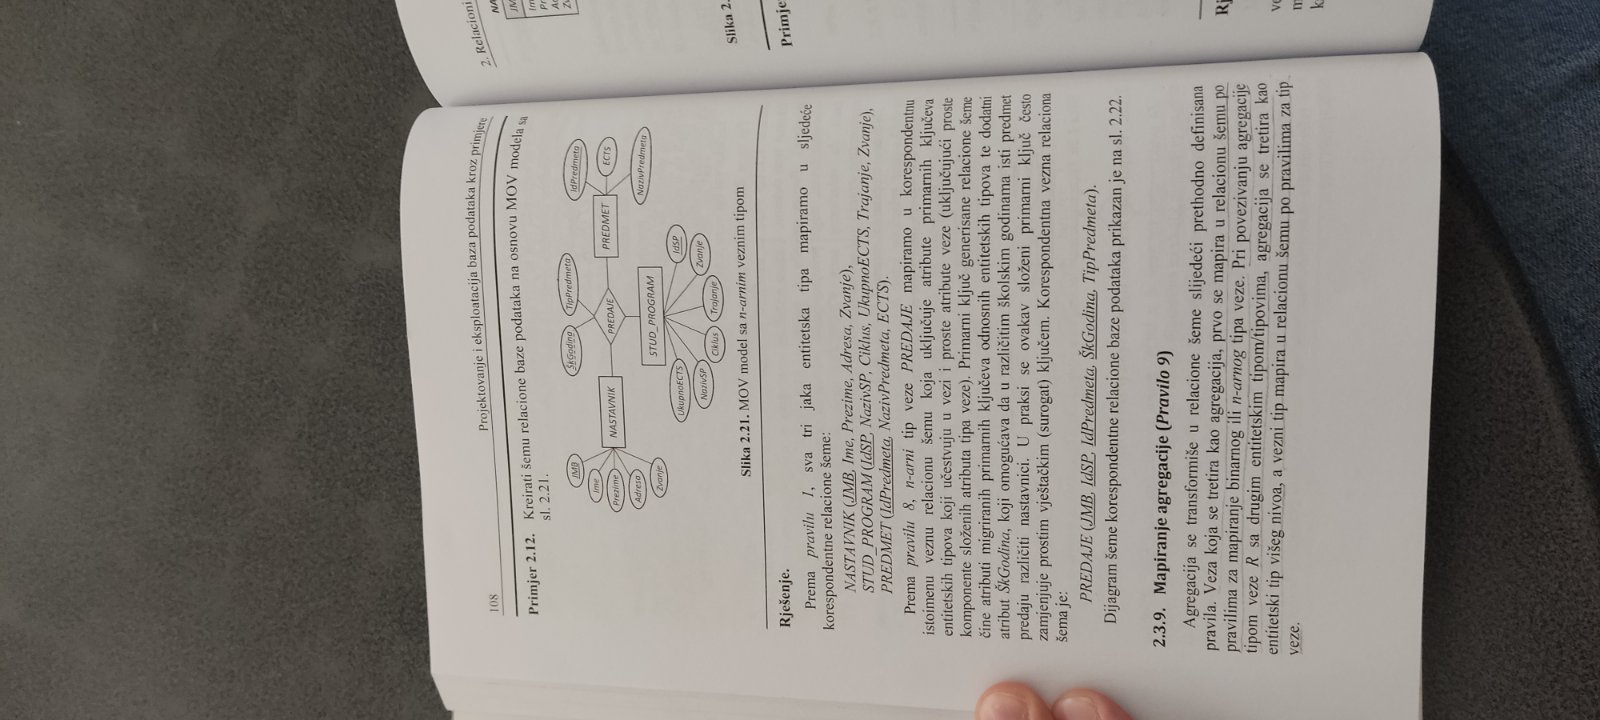 108
Projektovanje i eksploatacija baza podataka kroz primjere
Primjer 2.12. Kreirati šemu relacione baze podataka na osnovu MOV modela sa
sl. 2.21.
JMB
Ime
Prezime
Adresa
Zvanje
NASTAVNIK
ŠkGodina
TipPredmeta
PREDAJE
PREDMET
IdPredmeta
ECTS
NazivPredmeta
STUD_PROGRAM
UkupnoECTS
NazivSP
Ciklus
Trajanje
Zvanje
IdSP
Slika 2.21. MOV model sa n-arnim veznim tipom
Rješenje.
Prema pravilu 1, sva tri jaka entitetska tipa mapiramo u sljedeće
korespondentne relacione šeme:
NASTAVNIK (JMB, Ime, Prezime, Adresa, Zvanje),
STUD_PROGRAM (IdSP, NazivSP, Ciklus, UkupnoECTS, Trajanje, Zvanje),
PREDMET (IdPredmeta, NazivPredmeta, ECTS).
Prema pravilu 8, n-arni tip veze PREDAJE mapiramo u korespondentnu
istoimenu veznu relacionu šemu koja uključuje atribute primarnih ključeva
entitetskih tipova koji učestvuju u vezi i proste atribute veze (uključujući proste
komponente složenih atributa tipa veze). Primarni ključ generisane relacione šeme
čine atributi migriranih primarnih ključeva odnosnih entitetskih tipova te dodatni
atribut ŠkGodina, koji omogućava da u različitim školskim godinama isti predmet
predaju različiti nastavnici. U praksi se ovakav složeni primarni ključ često
zamjenjuje prostim vještačkim (surogat) ključem. Korespondentna vezna relaciona
šema je:
PREDAJE (JMB, IdSP, IdPredmeta, ŠkGodina, TipPredmeta).
Dijagram šeme korespondentne relacione baze podataka prikazan je na sl. 2.22.
2.3.9. Mapiranje agregacije (Pravilo 9)
Agregacija se transformiše u relacione šeme slijedeći prethodno definisana
pravila. Veza koja se tretira kao agregacija, prvo se mapira u relacionu šemu po
pravilima za mapiranje binarnog ili n-arnog tipa veze. Pri povezivanju agregacije
tipom veze R sa drugim entitetskim tipom/tipovima, agregacija se tretira kao
entitetski tip višeg nivoa, a vezni tip mapira u relacionu šemu po pravilima za tip
veze.
2. Relacioni
NA
JM
Im
Pr
Slika 2.
Primje
Rj